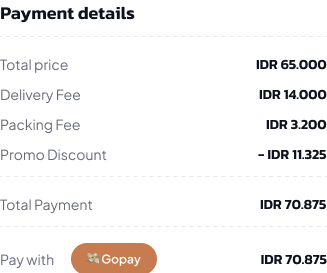 Payment details
Total price IDR 65.000
Delivery Fee IDR 14.000
Packing Fee IDR 3.200
Promo Discount - IDR 11.325
Total Payment IDR 70.875
Pay with 💸 Gopay IDR 70.875